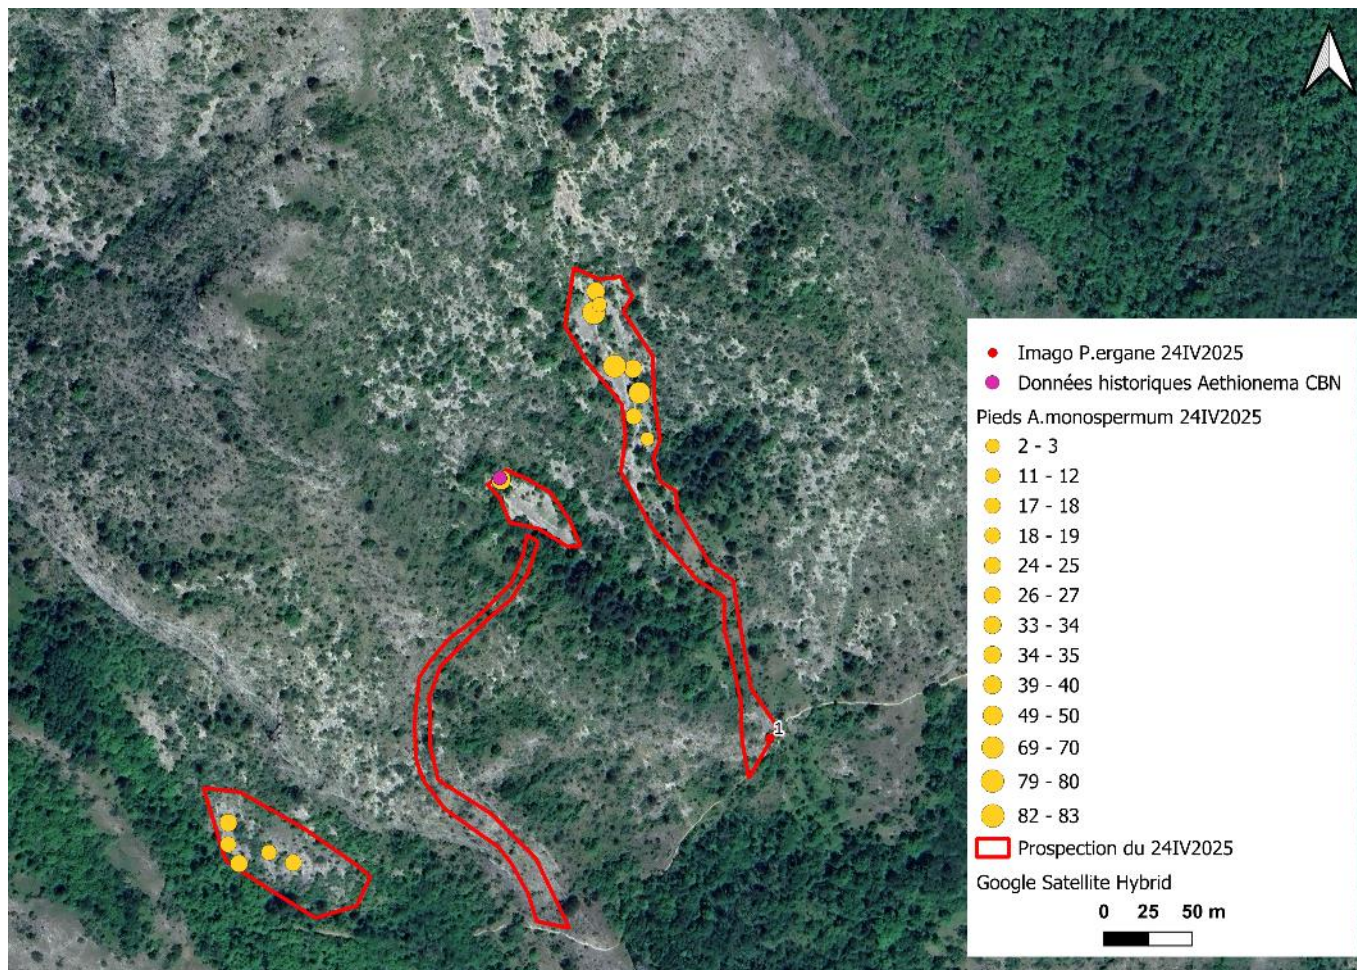 Imago P.ergane 24IV2025
Données historiques Aethionema CBN
Pieds A.monospermum 24IV2025
2 - 3
11 - 12
17 - 18
18 - 19
24 - 25
26 - 27
33 - 34
34 - 35
39 - 40
49 - 50
69 - 70
79 - 80
82 - 83
Prospection du 24IV2025
Google Satellite Hybrid
0 25 50 m
1